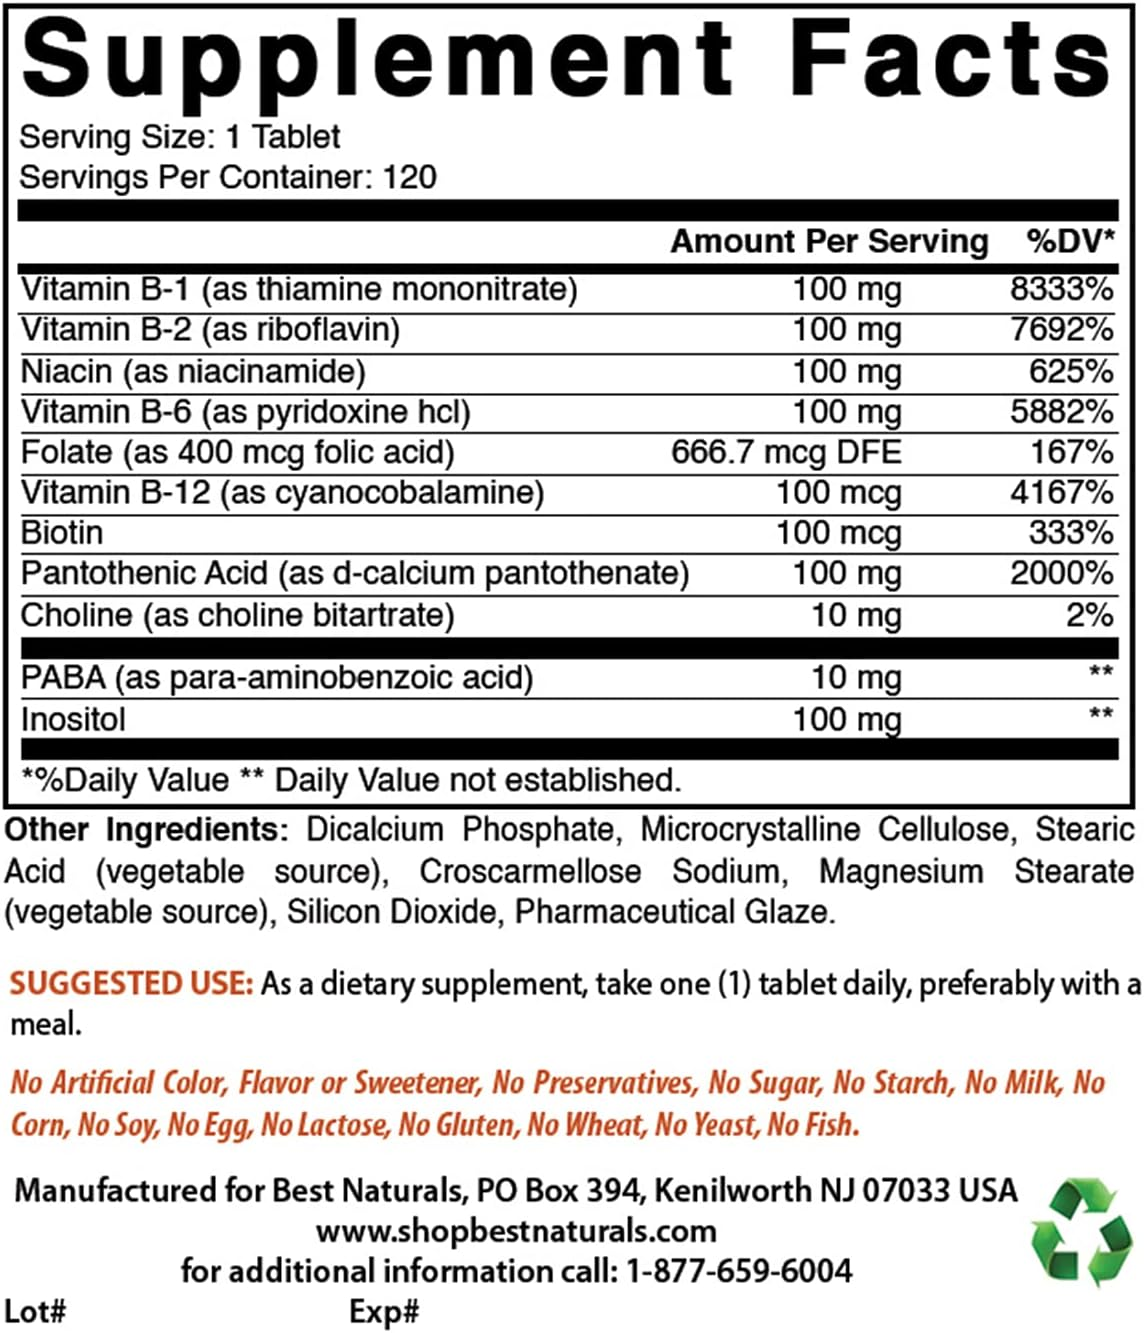 Supplement Facts
Serving Size: 1 Tablet
Servings Per Container: 120
Amount Per Serving %DV*
Vitamin B-1 (as thiamine mononitrate) 100 mg 8333%
Vitamin B-2 (as riboflavin) 100 mg 7692%
Niacin (as niacinamide) 100 mg 625%
Vitamin B-6 (as pyridoxine hcl) 100 mg 5882%
Folate (as 400 mcg folic acid) 666.7 mcg DFE 167%
Vitamin B-12 (as cyanocobalamine) 100 mcg 4167%
Biotin 100 mcg 333%
Pantothenic Acid (as d-calcium pantothenate) 100 mg 2000%
Choline (as choline bitartrate) 10 mg 2%
PABA (as para-aminobenzoic acid) 10 mg **
Inositol 100 mg **
*%Daily Value ** Daily Value not established.
Other Ingredients: Dicalcium Phosphate, Microcrystalline Cellulose, Stearic
Acid (vegetable source), Croscarmellose Sodium, Magnesium Stearate
(vegetable source), Silicon Dioxide, Pharmaceutical Glaze.
SUGGESTED USE: As a dietary supplement, take one (1) tablet daily, preferably with a
meal.
No Artificial Color, Flavor or Sweetener, No Preservatives, No Sugar, No Starch, No Milk, No
Corn, No Soy, No Egg, No Lactose, No Gluten, No Wheat, No Yeast, No Fish.
Manufactured for Best Naturals, PO Box 394, Kenilworth NJ 07033 USA
www.shopbestnaturals.com
for additional information call: 1-877-659-6004
Lot# Exp#